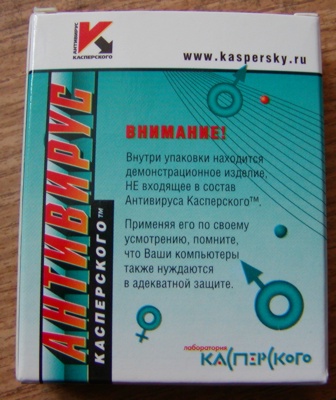 АНТИВИРУС
КАСПЕРСКОГО
www.kaspersky.ru
АНТИВИРУС
КАСПЕРСКОГО™
ВНИМАНИЕ!
Внутри упаковки находится
демонстрационное изделие,
НЕ входящее в состав
Антивируса Касперского™.
Применяя его по своему
усмотрению, помните,
что Ваши компьютеры
также нуждаются
в адекватной защите.
лаборатория
КАСПЕРСКОГО